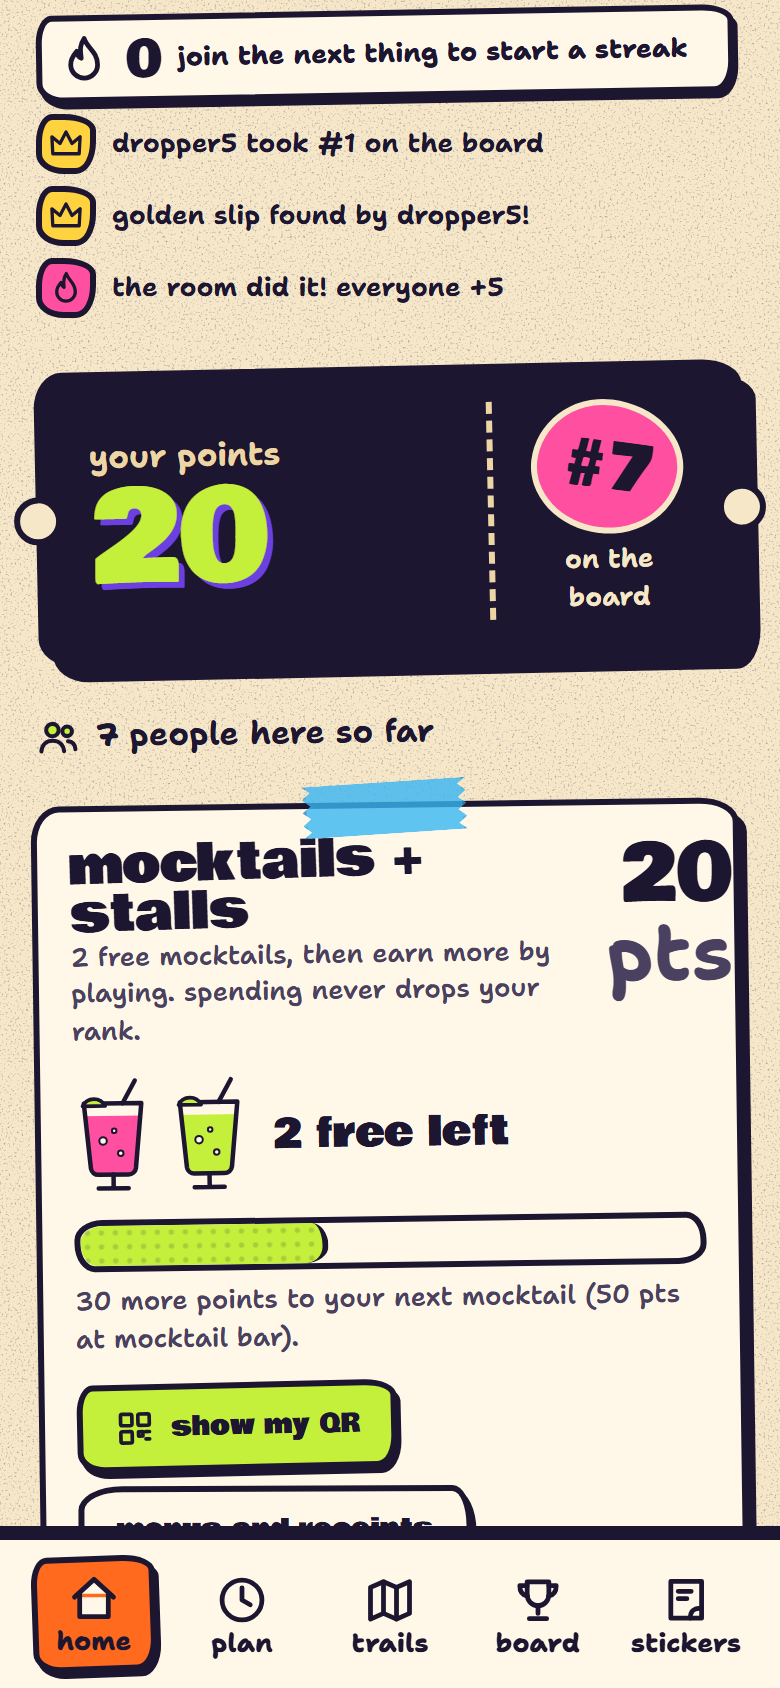 0 join the next thing to start a streak
dropper5 took #1 on the board
golden slip found by dropper5!
the room did it! everyone +5
your points
20
#7
on the
board
7 people here so far
mocktails +
stalls
20
pts
2 free mocktails, then earn more by
playing. spending never drops your
rank.
2 free left
30 more points to your next mocktail (50 pts
at mocktail bar).
show my QR
menus and receipts
home
plan
trails
board
stickers